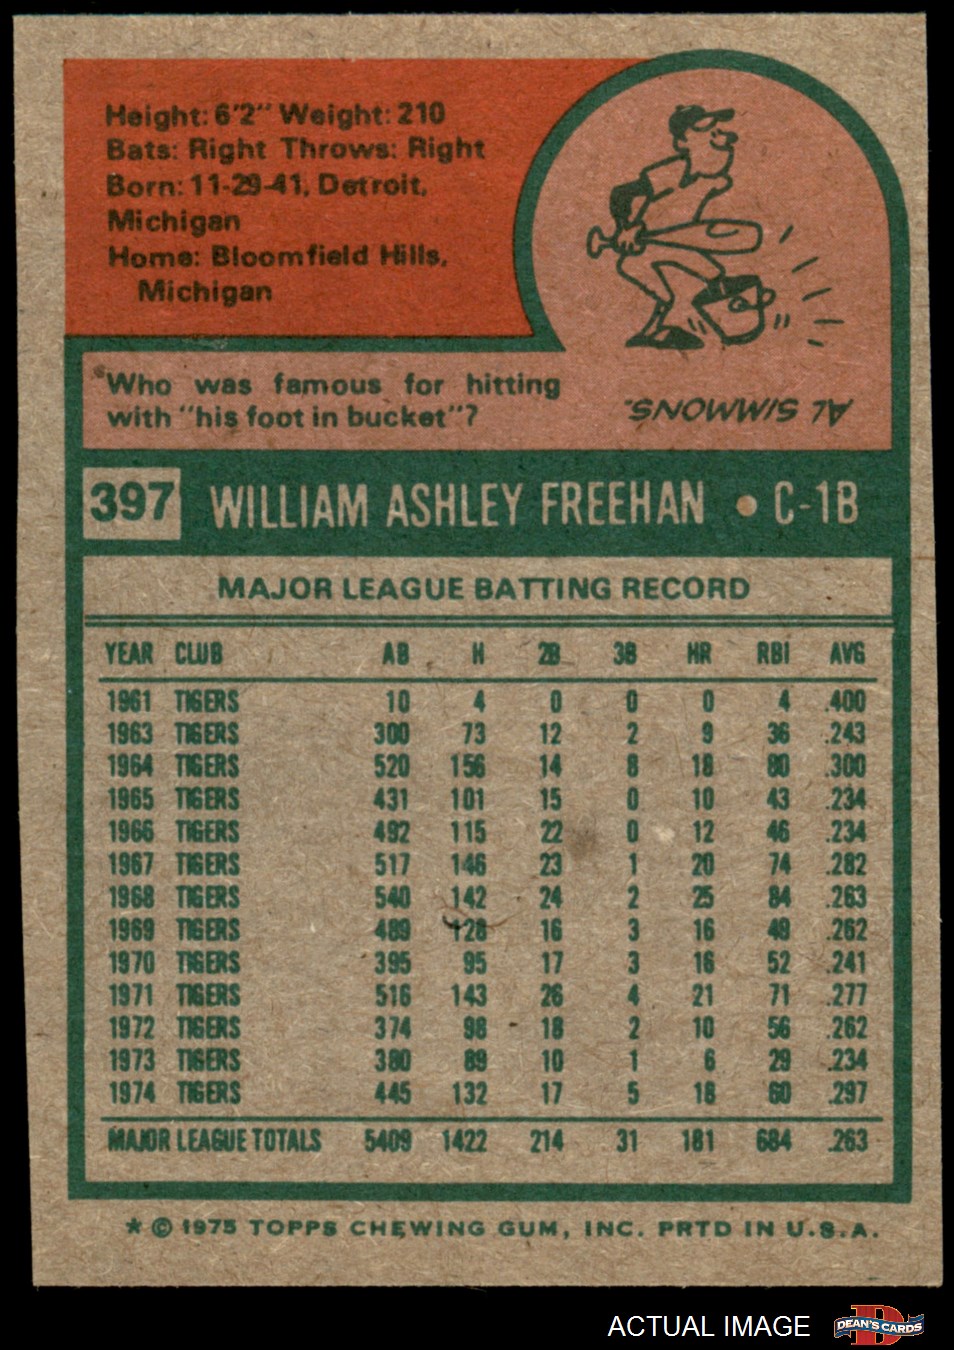 Height: 6'2" Weight: 210
Bats: Right Throws: Right
Born: 11-29-41, Detroit,
Michigan
Home: Bloomfield Hills,
Michigan
Who was famous for hitting
with "his foot in bucket"?
AL SIMMONS.
397 WILLIAM ASHLEY FREEHAN • C-1B
MAJOR LEAGUE BATTING RECORD
YEAR CLUB AB H 2B 3B HR RBI AVG
1961 TIGERS 10 4 0 0 0 4 .400
1963 TIGERS 300 73 12 2 9 36 .243
1964 TIGERS 520 156 14 8 18 80 .300
1965 TIGERS 431 101 15 0 10 43 .234
1966 TIGERS 492 115 22 0 12 46 .234
1967 TIGERS 517 146 23 1 20 74 .282
1968 TIGERS 540 142 24 2 25 84 .263
1969 TIGERS 489 128 16 3 16 49 .262
1970 TIGERS 395 95 17 3 16 52 .241
1971 TIGERS 516 143 26 4 21 71 .277
1972 TIGERS 374 98 18 2 10 56 .262
1973 TIGERS 380 89 10 1 6 29 .234
1974 TIGERS 445 132 17 5 18 60 .297
MAJOR LEAGUE TOTALS 5409 1422 214 31 181 684 .263
* © 1975 TOPPS CHEWING GUM, INC. PRTD IN U.S.A.
ACTUAL IMAGE
D
DEAN'S CARDS